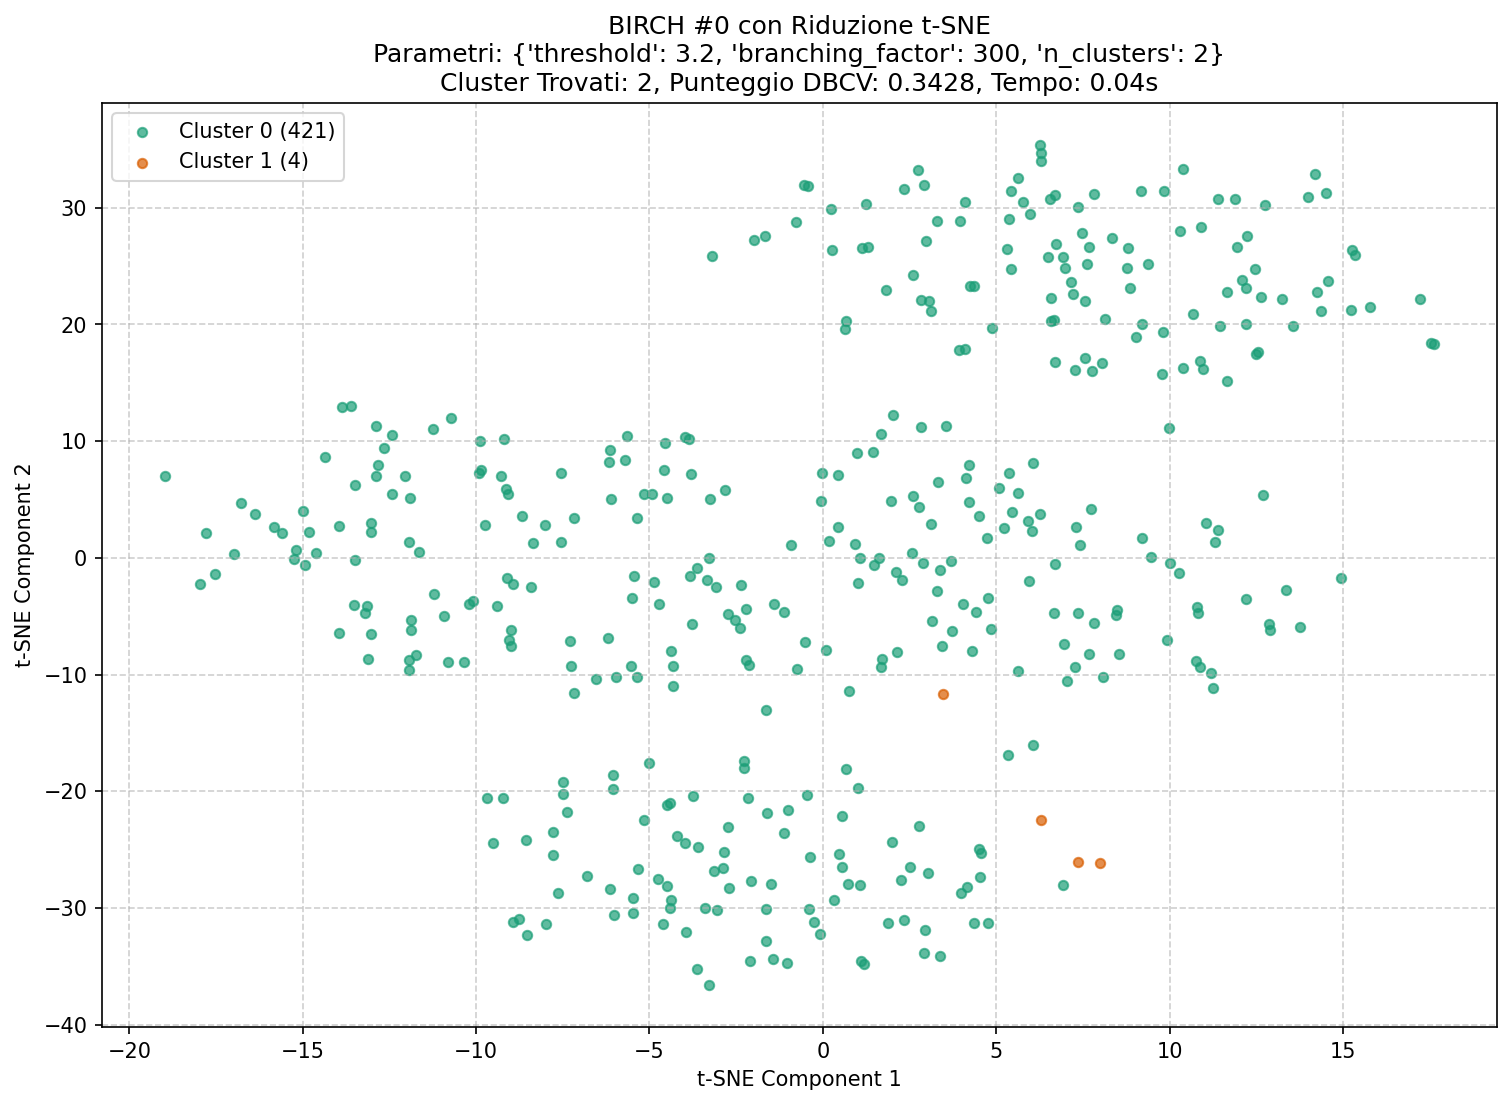 BIRCH #0 con Riduzione t-SNE
Parametri: {'threshold': 3.2, 'branching_factor': 300, 'n_clusters': 2}
Cluster Trovati: 2, Punteggio DBCV: 0.3428, Tempo: 0.04s
Cluster 0 (421)
Cluster 1 (4)
t-SNE Component 2
30
20
10
0
−10
−20
−30
−40
−20 −15 −10 −5 0 5 10 15
t-SNE Component 1